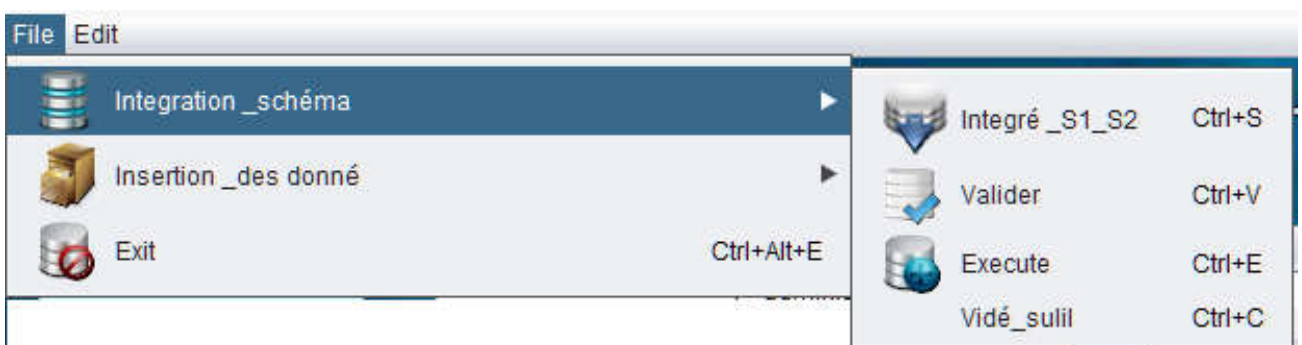 File Edit
Integration _schéma
Insertion _des donné
Exit Ctrl+Alt+E
Integré _S1_S2 Ctrl+S
Valider Ctrl+V
Execute Ctrl+E
Vidé_sulil Ctrl+C